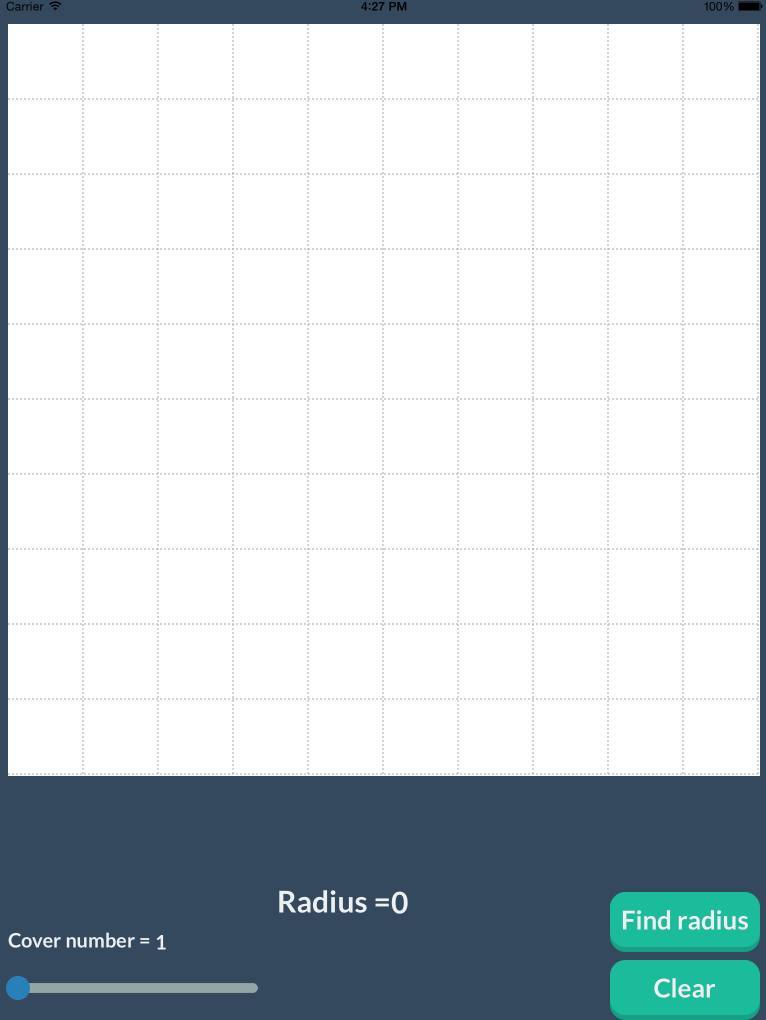 Carrier 4:27 PM 100%
Radius =0
Find radius
Cover number = 1
Clear